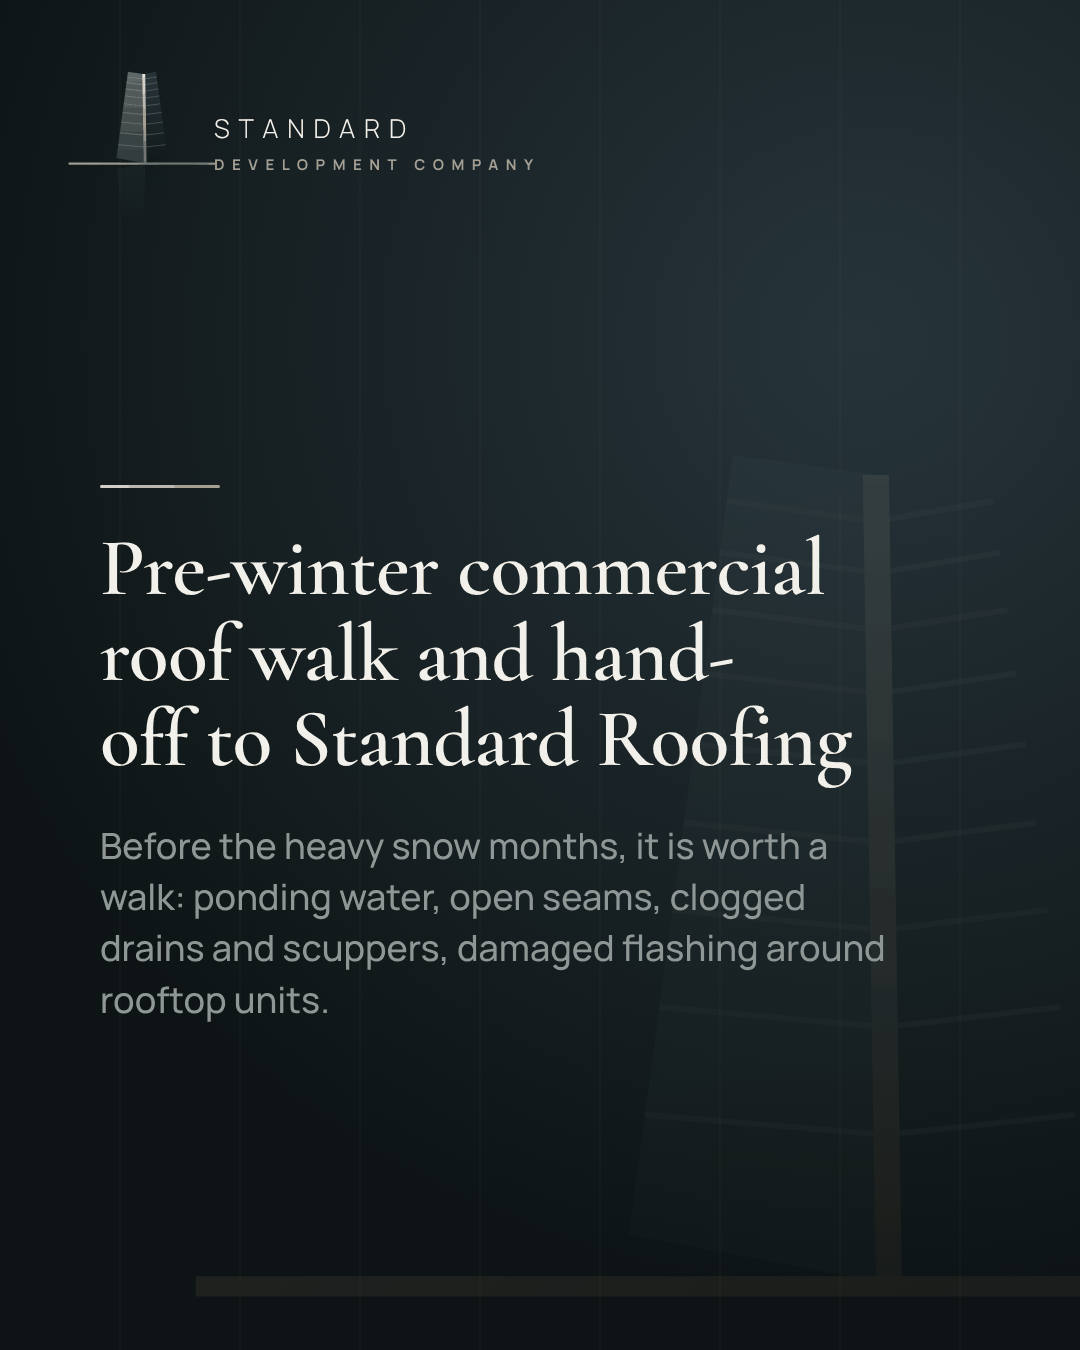 STANDARD
DEVELOPMENT COMPANY
Pre-winter commercial
roof walk and hand-
off to Standard Roofing
Before the heavy snow months, it is worth a
walk: ponding water, open seams, clogged
drains and scuppers, damaged flashing around
rooftop units.